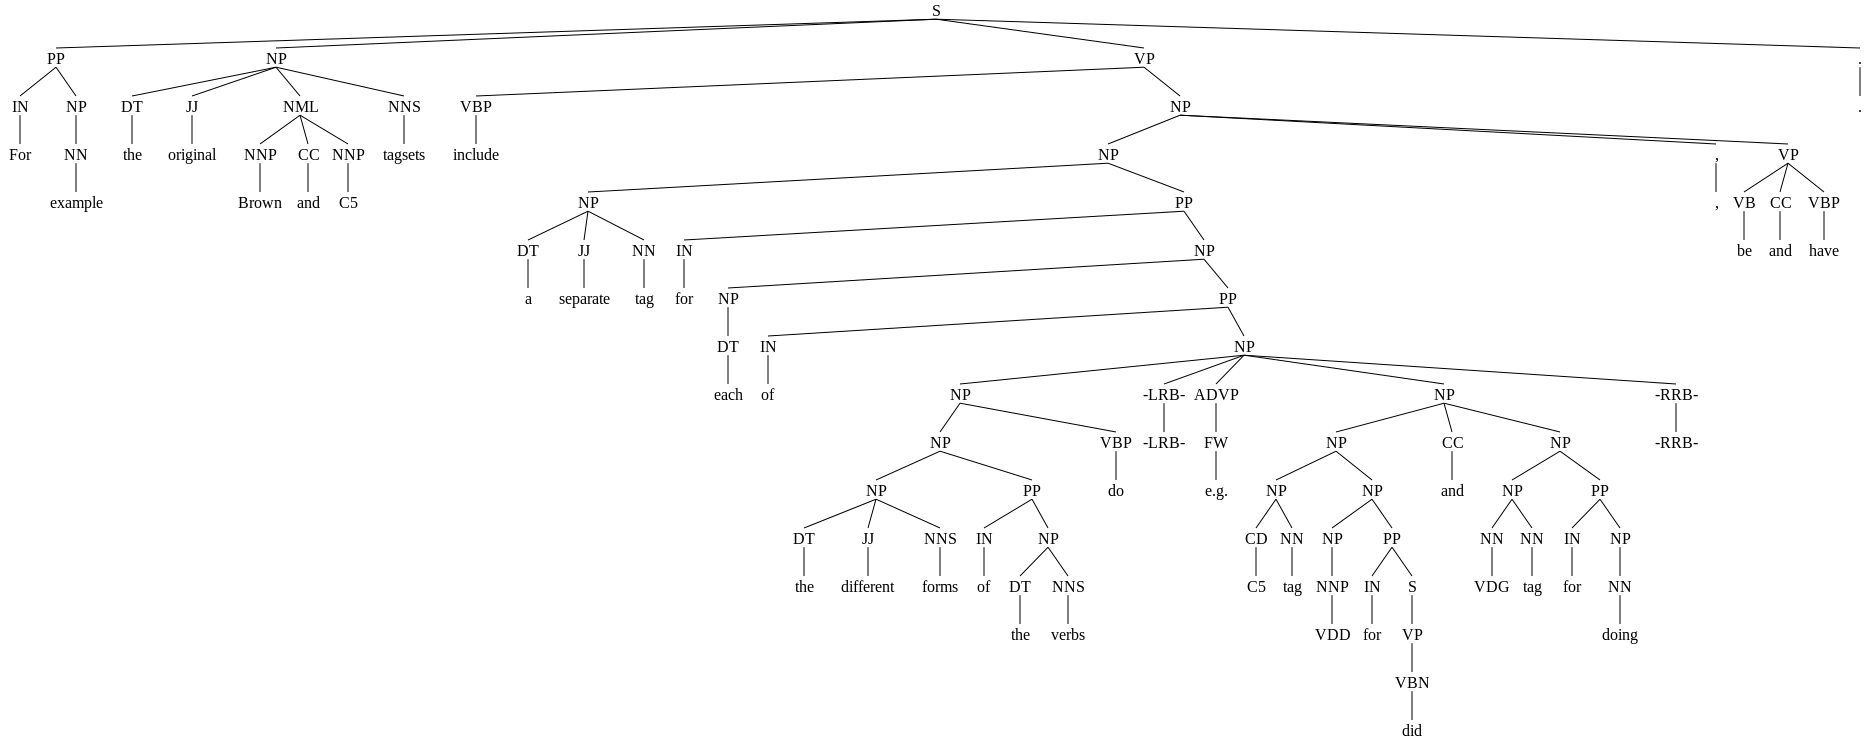 S
PP NP VP .
IN NP DT JJ NML NNS VBP NP .
For NN the original NNP CC NNP tagsets include NP , VP
example Brown and C5 NP PP , VB CC VBP
DT JJ NN IN NP be and have
a separate tag for NP PP
DT IN NP
each of NP -LRB- ADVP NP -RRB-
NP VBP -LRB- FW NP CC NP -RRB-
NP PP do e.g. NP NP and NP PP
DT JJ NNS IN NP CD NN NP PP NN NN IN NP
the different forms of DT NNS C5 tag NNP IN S VDG tag for NN
the verbs VDD for VP doing
VBN
did